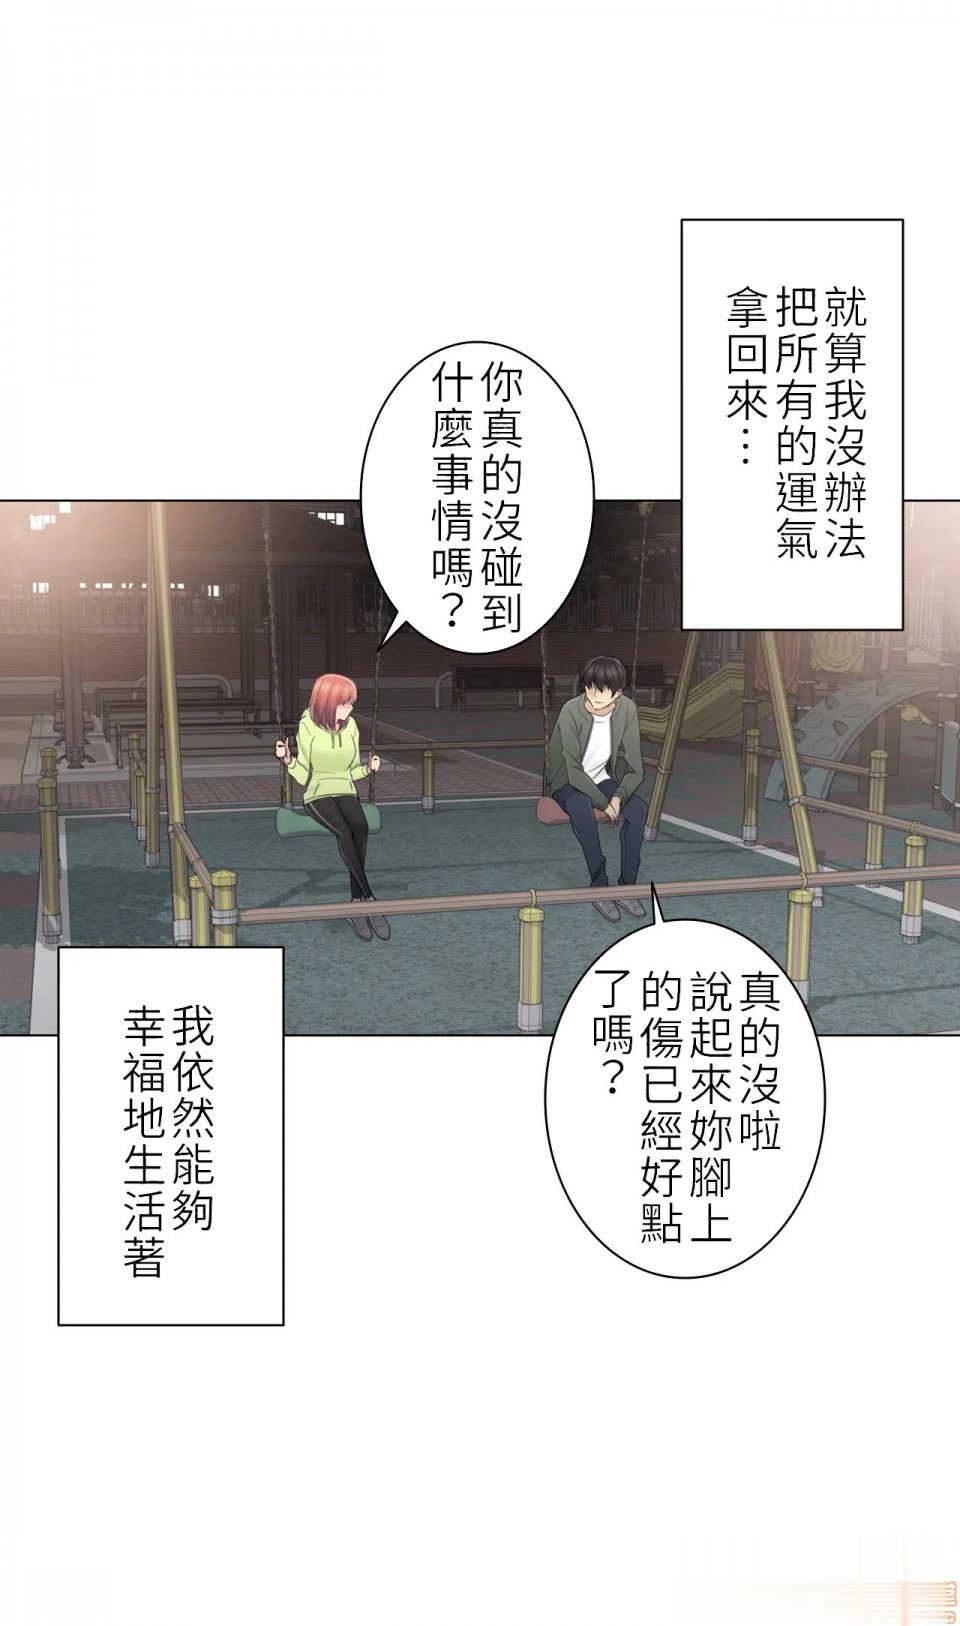 就算我沒辦法
把所有的運氣
拿回來…
你真的沒碰到
什麼事情嗎？
真的沒啦
說起來妳腳上
的傷已經好點
了嗎？
我依然能夠
幸福地生活著